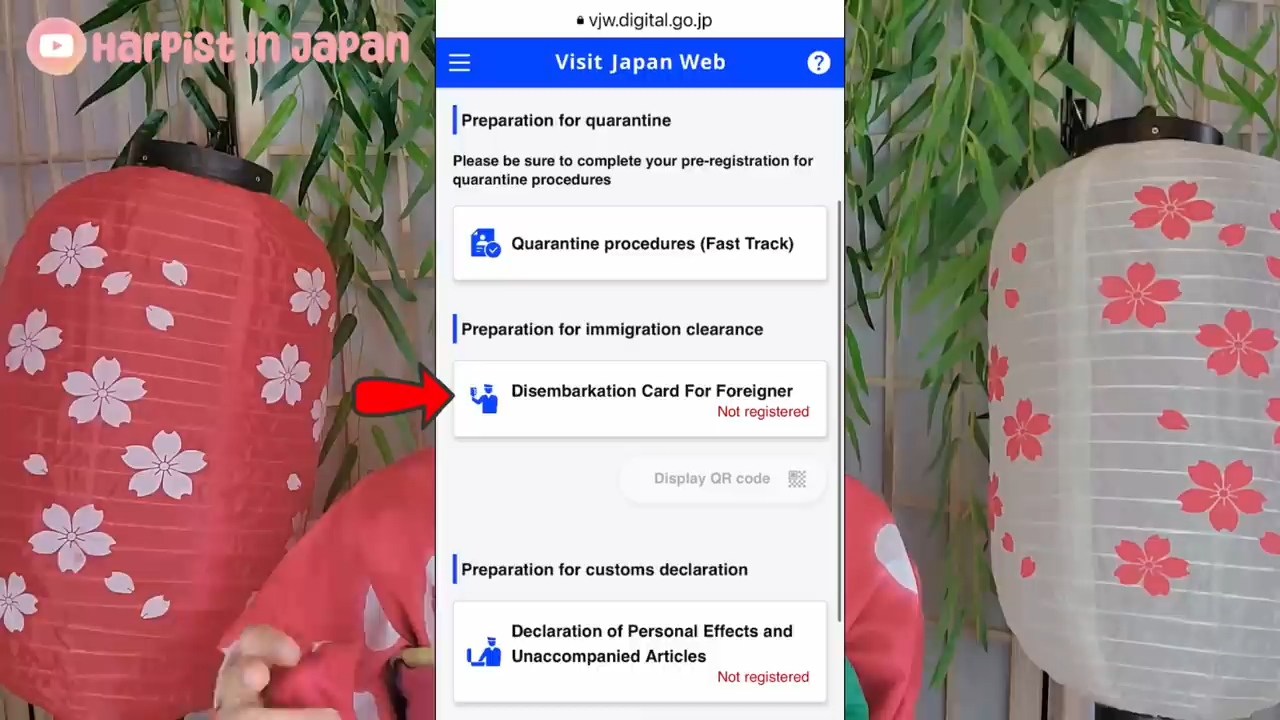 HARPIST IN JAPAN
vjw.digital.go.jp
Visit Japan Web
?
Preparation for quarantine
Please be sure to complete your pre-registration for
quarantine procedures
Quarantine procedures (Fast Track)
Preparation for immigration clearance
Disembarkation Card For Foreigner
Not registered
Display QR code
Preparation for customs declaration
Declaration of Personal Effects and
Unaccompanied Articles
Not registered